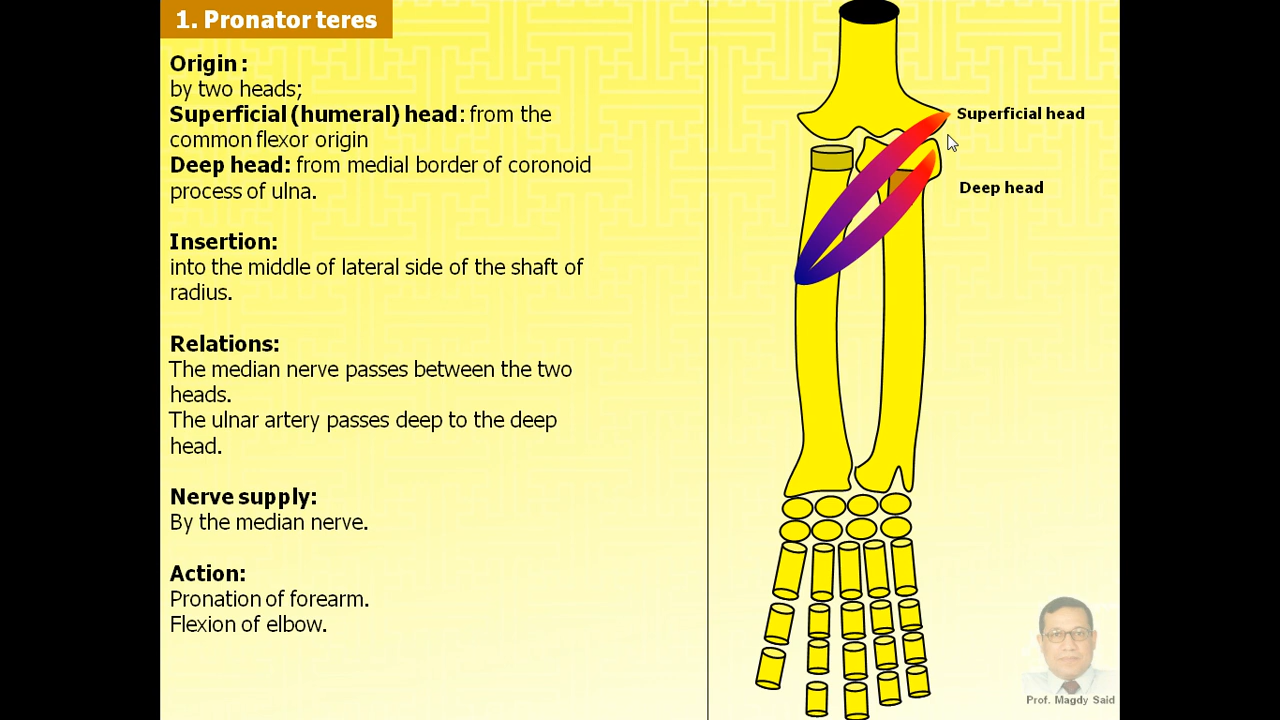 1. Pronator teres
Origin :
by two heads;
Superficial (humeral) head: from the
common flexor origin
Deep head: from medial border of coronoid
process of ulna.
Insertion:
into the middle of lateral side of the shaft of
radius.
Relations:
The median nerve passes between the two
heads.
The ulnar artery passes deep to the deep
head.
Nerve supply:
By the median nerve.
Action:
Pronation of forearm.
Flexion of elbow.
Superficial head
Deep head
Prof. Magdy Said